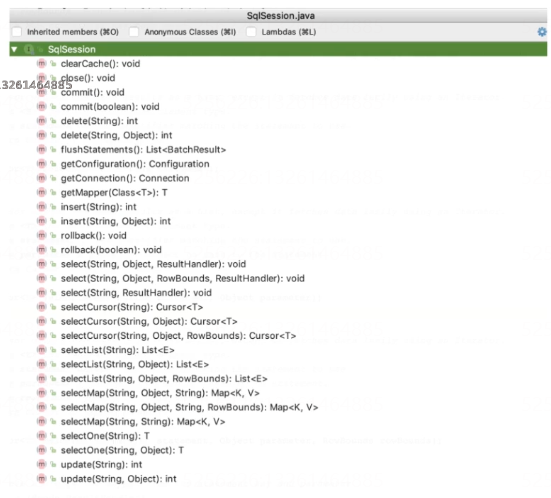 SqlSession.java
Inherited members (⌘O) Anonymous Classes (⌘I) Lambdas (⌘L)
SqlSession
clearCache(): void
close(): void
3261464885
commit(): void
commit(boolean): void
delete(String): int
delete(String, Object): int
flushStatements(): List<BatchResult>
getConfiguration(): Configuration
getConnection(): Connection
getMapper(Class<T>): T
insert(String): int
insert(String, Object): int
rollback(): void
rollback(boolean): void
select(String, Object, ResultHandler): void
select(String, Object, RowBounds, ResultHandler): void
select(String, ResultHandler): void
selectCursor(String): Cursor<T>
selectCursor(String, Object): Cursor<T>
selectCursor(String, Object, RowBounds): Cursor<T>
selectList(String): List<E>
selectList(String, Object): List<E>
selectList(String, Object, RowBounds): List<E>
selectMap(String, Object, String): Map<K, V>
selectMap(String, Object, String, RowBounds): Map<K, V>
selectMap(String, String): Map<K, V>
selectOne(String): T
selectOne(String, Object): T
update(String): int
update(String, Object): int